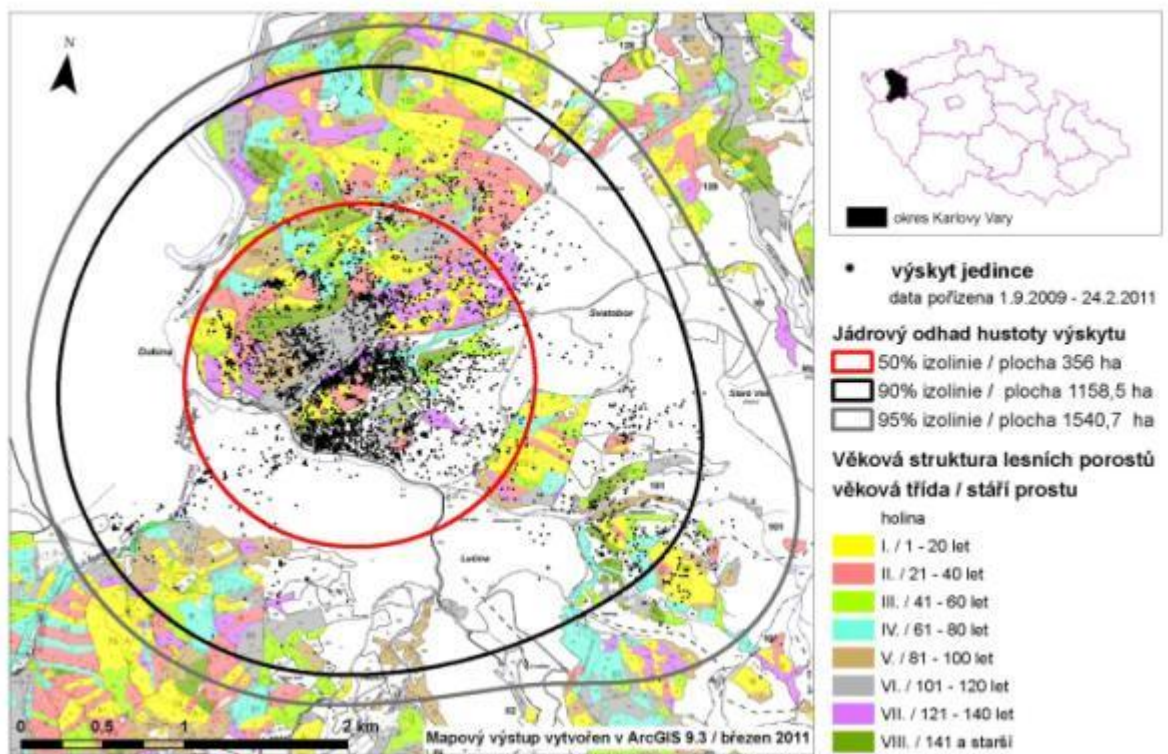 N
Dubina
Svatobor
Lučina
101
0 0.5 1 2 km
Mapový výstup vytvořen v ArcGIS 9.3 / březen 2011
okres Karlovy Vary
výskyt jedince
data pořízena 1.9.2009 - 24.2.2011
Jádrový odhad hustoty výskytu
50% izolinie / plocha 356 ha
90% izolinie / plocha 1158,5 ha
95% izolinie / plocha 1540,7 ha
Věková struktura lesních porostů
věková třída / stáří prostu
holina
I. / 1 - 20 let
II. / 21 - 40 let
III. / 41 - 60 let
IV. / 61 - 80 let
V. / 81 - 100 let
VI. / 101 - 120 let
VII. / 121 - 140 let
VIII. / 141 a starší